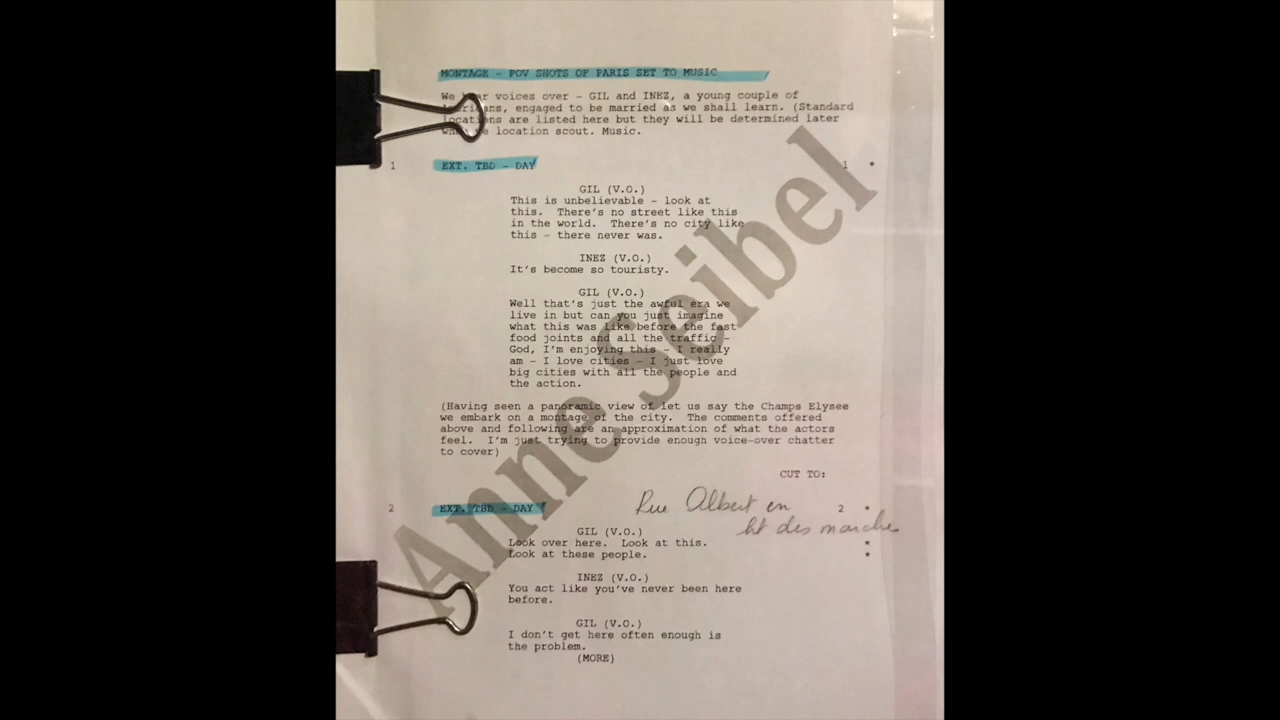 MONTAGE - POV SHOTS OF PARIS SET TO MUSIC
We hear voices over - GIL and INEZ, a young couple of
Americans, engaged to be married as we shall learn. (Standard
locations are listed here but they will be determined later
when we location scout. Music.
1 EXT. TBD - DAY 1 *
GIL (V.O.)
This is unbelievable - look at
this. There's no street like this
in the world. There's no city like
this - there never was.
INEZ (V.O.)
It's become so touristy.
GIL (V.O.)
Well that's just the awful era we
live in but can you just imagine
what this was like before the fast
food joints and all the traffic -
God, I'm enjoying this - I really
am - I love cities - I just love
big cities with all the people and
the action.
(Having seen a panoramic view of let us say the Champs Elysee
we embark on a montage of the city. The comments offered
above and following are an approximation of what the actors
feel. I'm just trying to provide enough voice-over chatter
to cover)
CUT TO:
2 EXT. TBD - DAY Rue Albert en 2 *
ht des marches
GIL (V.O.)
Look over here. Look at this. *
Look at these people. *
INEZ (V.O.)
You act like you've never been here
before.
GIL (V.O.)
I don't get here often enough is
the problem.
(MORE)
Anne Seibel